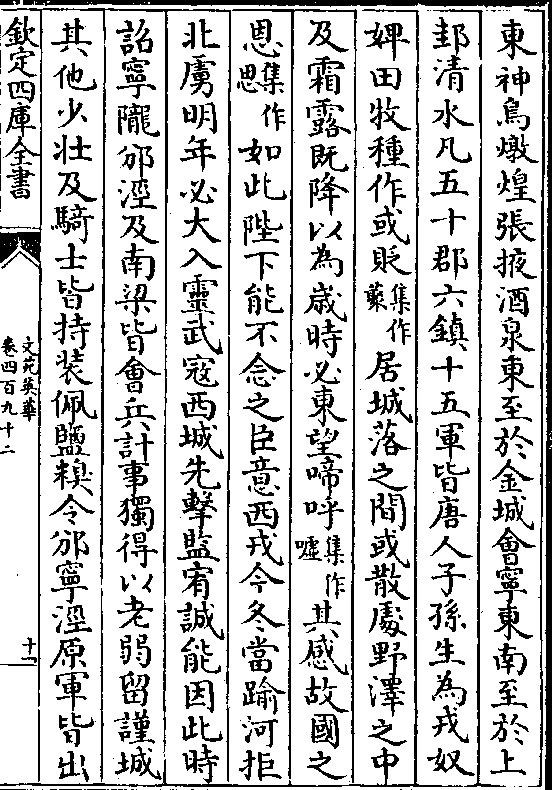 東神鳥燉煌張掖酒泉東至於金城會寧東南至於上
邽清水凡五十郡六鎮十五軍皆唐人子孫生為戎奴
婢田牧種作或貶集作藂居城落之間或散處野澤之中
及霜露既降以為歲時必東望啼呼集作噓其感故國之
恩集作思如此陛下能不念之臣意西戎今冬當踰河拒
北虜明年必大入靈武寇西城先擊監宥誠能因此時
詔寧隴邠涇及南梁皆會兵計事獨得以老弱留謹城
其他少壯及騎士皆持裝佩鹽糗令邠寧涇原軍皆出
欽定四庫全書
文苑英華
卷四百九十二
十一